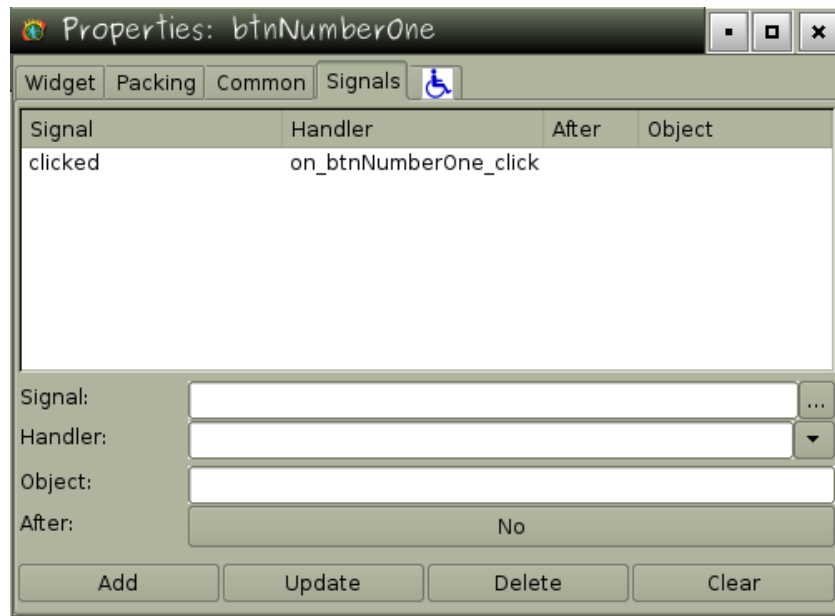 Properties: btnNumberOne
Widget Packing Common Signals
Signal Handler After Object
clicked on_btnNumberOne_click
Signal: ...
Handler:
Object:
After: No
Add Update Delete Clear